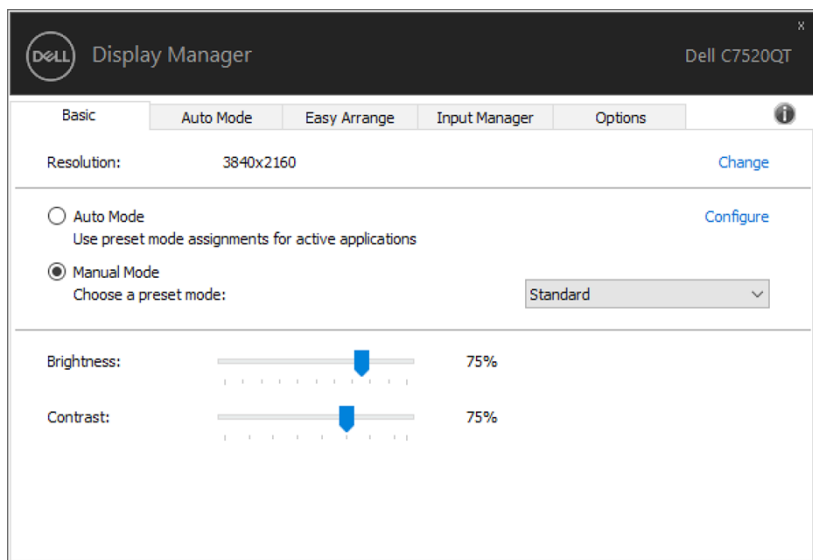 x
DELL Display Manager Dell C7520QT
Basic Auto Mode Easy Arrange Input Manager Options i
Resolution: 3840x2160 Change
Auto Mode Configure
Use preset mode assignments for active applications
Manual Mode
Choose a preset mode: Standard
Brightness: 75%
Contrast: 75%